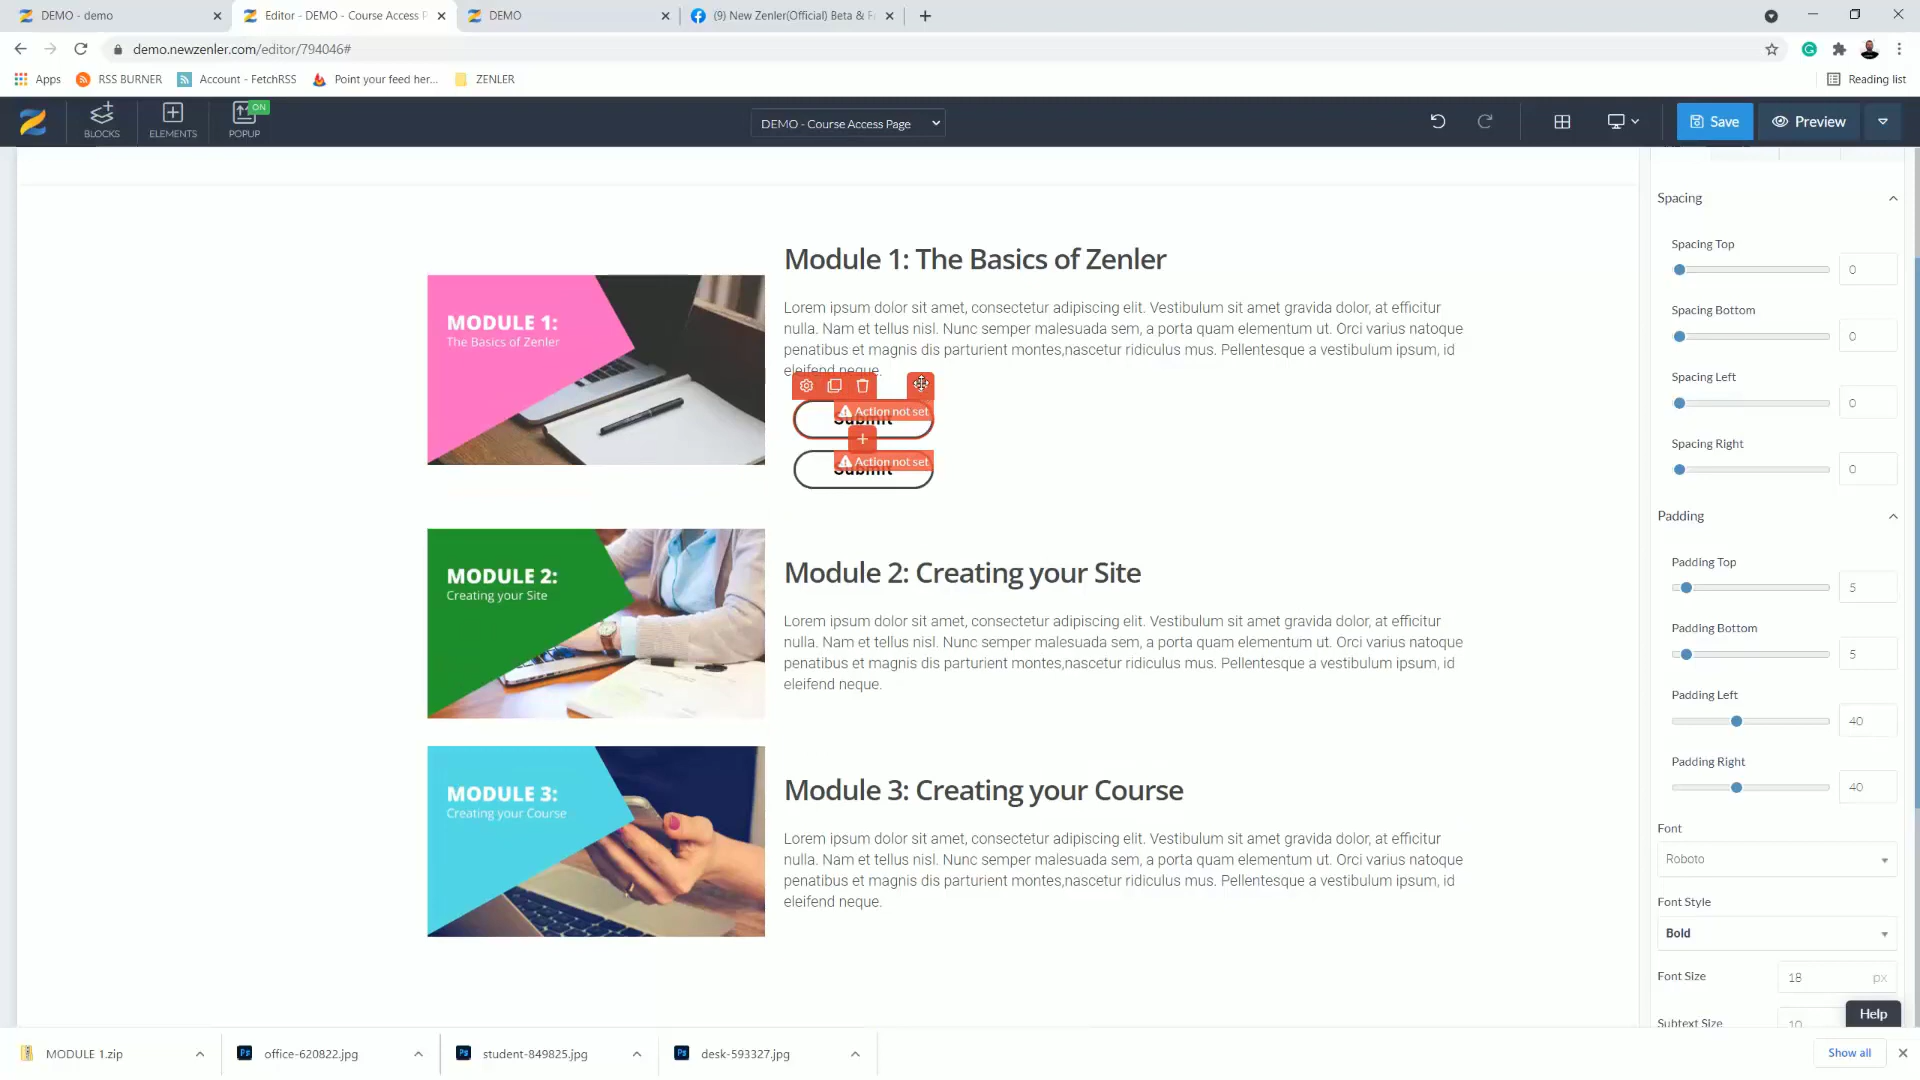 DEMO - demo
Editor - DEMO - Course Access P
DEMO
(9) New Zenler(Official) Beta & F
demo.newzenler.com/editor/794046#
Apps
RSS BURNER
Account - FetchRSS
Point your feed her...
ZENLER
Reading list
BLOCKS
ELEMENTS
ON
POPUP
DEMO - Course Access Page
Save
Preview
Module 1: The Basics of Zenler
MODULE 1:
The Basics of Zenler
Lorem ipsum dolor sit amet, consectetur adipiscing elit. Vestibulum sit amet gravida dolor, at efficitur
nulla. Nam et tellus nisl. Nunc semper malesuada sem, a porta quam elementum ut. Orci varius natoque
penatibus et magnis dis parturient montes,nascetur ridiculus mus. Pellentesque a vestibulum ipsum, id
eleifend neque.
Action not set
Submit
Action not set
Submit
Module 2: Creating your Site
MODULE 2:
Creating your Site
Lorem ipsum dolor sit amet, consectetur adipiscing elit. Vestibulum sit amet gravida dolor, at efficitur
nulla. Nam et tellus nisl. Nunc semper malesuada sem, a porta quam elementum ut. Orci varius natoque
penatibus et magnis dis parturient montes,nascetur ridiculus mus. Pellentesque a vestibulum ipsum, id
eleifend neque.
Module 3: Creating your Course
MODULE 3:
Creating your Course
Lorem ipsum dolor sit amet, consectetur adipiscing elit. Vestibulum sit amet gravida dolor, at efficitur
nulla. Nam et tellus nisl. Nunc semper malesuada sem, a porta quam elementum ut. Orci varius natoque
penatibus et magnis dis parturient montes,nascetur ridiculus mus. Pellentesque a vestibulum ipsum, id
eleifend neque.
Spacing
Spacing Top
0
Spacing Bottom
0
Spacing Left
0
Spacing Right
0
Padding
Padding Top
5
Padding Bottom
5
Padding Left
40
Padding Right
40
Font
Roboto
Font Style
Bold
Font Size
18 px
Subtext Size
10
Help
MODULE 1.zip
office-620822.jpg
student-849825.jpg
desk-593327.jpg
Show all